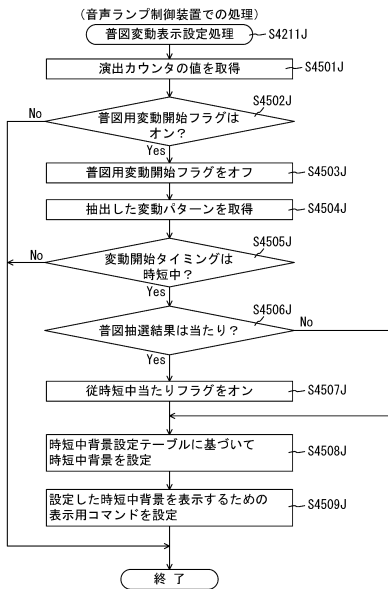 (音声ランプ制御装置での処理)
普図変動表示設定処理
S4211J
演出カウンタの値を取得
S4501J
S4502J
No
普図用変動開始フラグは
オン？
Yes
普図用変動開始フラグをオフ
S4503J
抽出した変動パターンを取得
S4504J
S4505J
No
変動開始タイミングは
時短中？
Yes
S4506J
普図抽選結果は当たり？
No
Yes
従時短中当たりフラグをオン
S4507J
時短中背景設定テーブルに基づいて
時短中背景を設定
S4508J
設定した時短中背景を表示するための
表示用コマンドを設定
S4509J
終 了